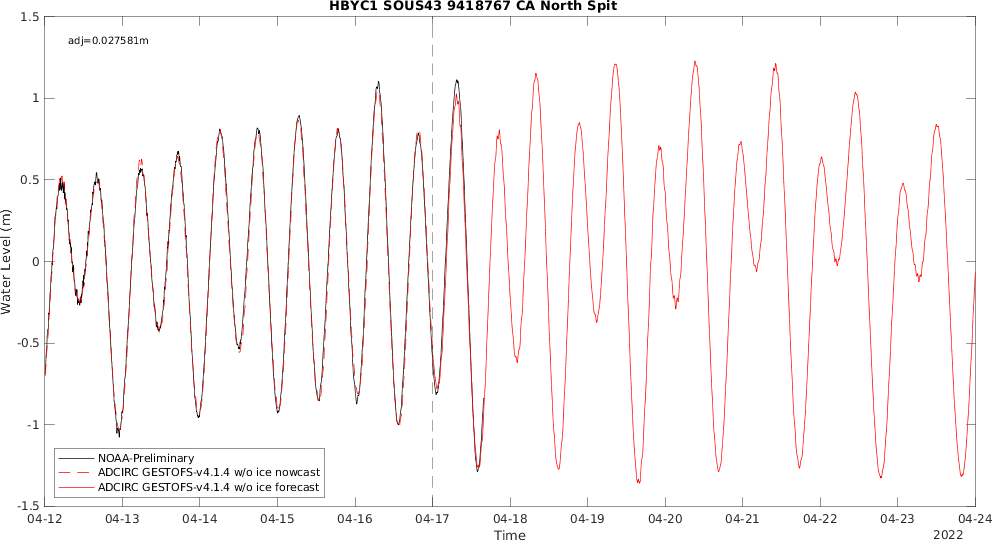 HBYC1 SOUS43 9418767 CA North Spit
adj=0.027581m
1.5
1
0.5
0
-0.5
-1
-1.5
Water Level (m)
NOAA-Preliminary
ADCIRC GESTOFS-v4.1.4 w/o ice nowcast
ADCIRC GESTOFS-v4.1.4 w/o ice forecast
04-12 04-13 04-14 04-15 04-16 04-17 04-18 04-19 04-20 04-21 04-22 04-23 04-24
Time
2022